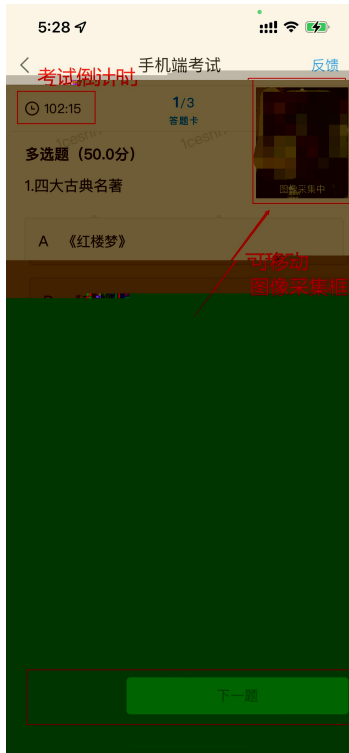 5:28
手机端考试
反馈
考试倒计时
102:15
1/3
答题卡
图像采集中
多选题（50.0分）
1.四大古典名著
A 《红楼梦》
可移动
图像采集框
下一题